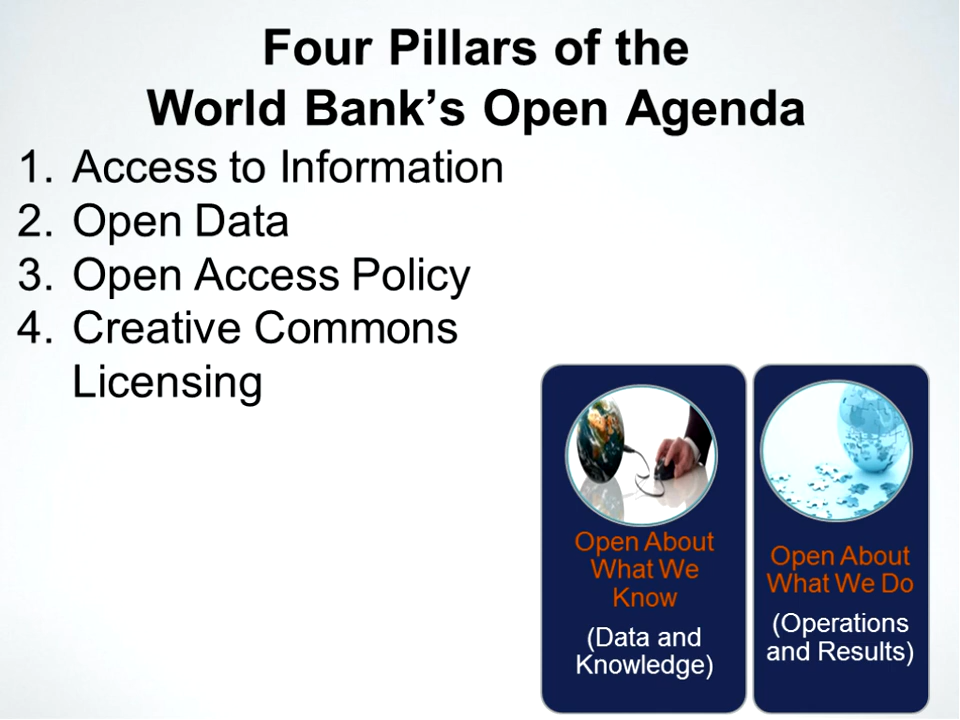 Four Pillars of the
World Bank's Open Agenda
1. Access to Information
2. Open Data
3. Open Access Policy
4. Creative Commons
Licensing
Open About
What We
Know
(Data and
Knowledge)
Open About
What We Do
(Operations
and Results)